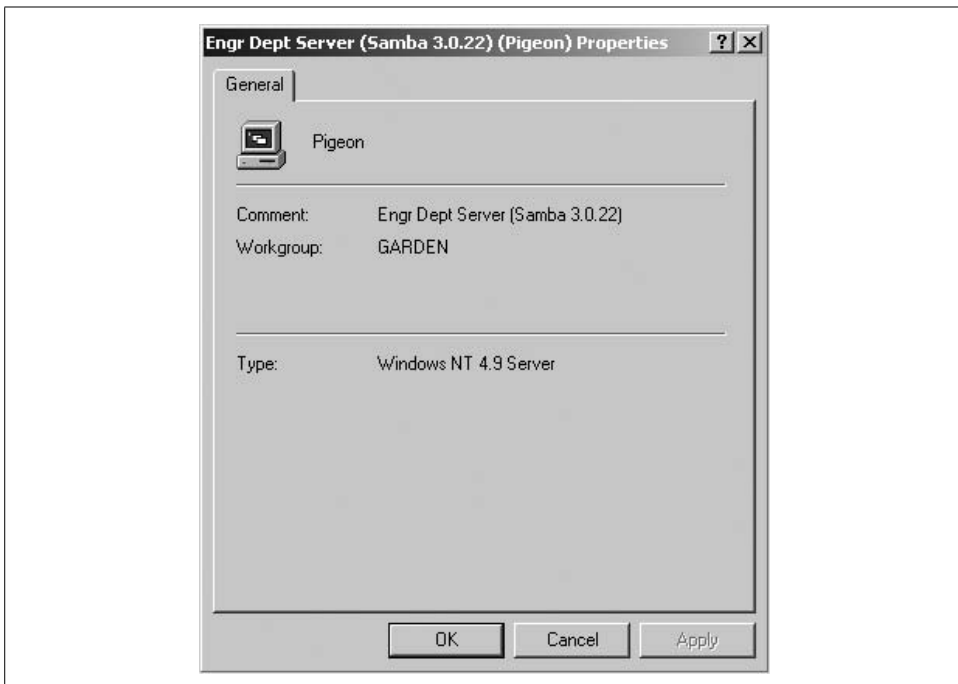 Engr Dept Server (Samba 3.0.22) (Pigeon) Properties
General
Pigeon
Comment: Engr Dept Server (Samba 3.0.22)
Workgroup: GARDEN
Type: Windows NT 4.9 Server
OK Cancel Apply